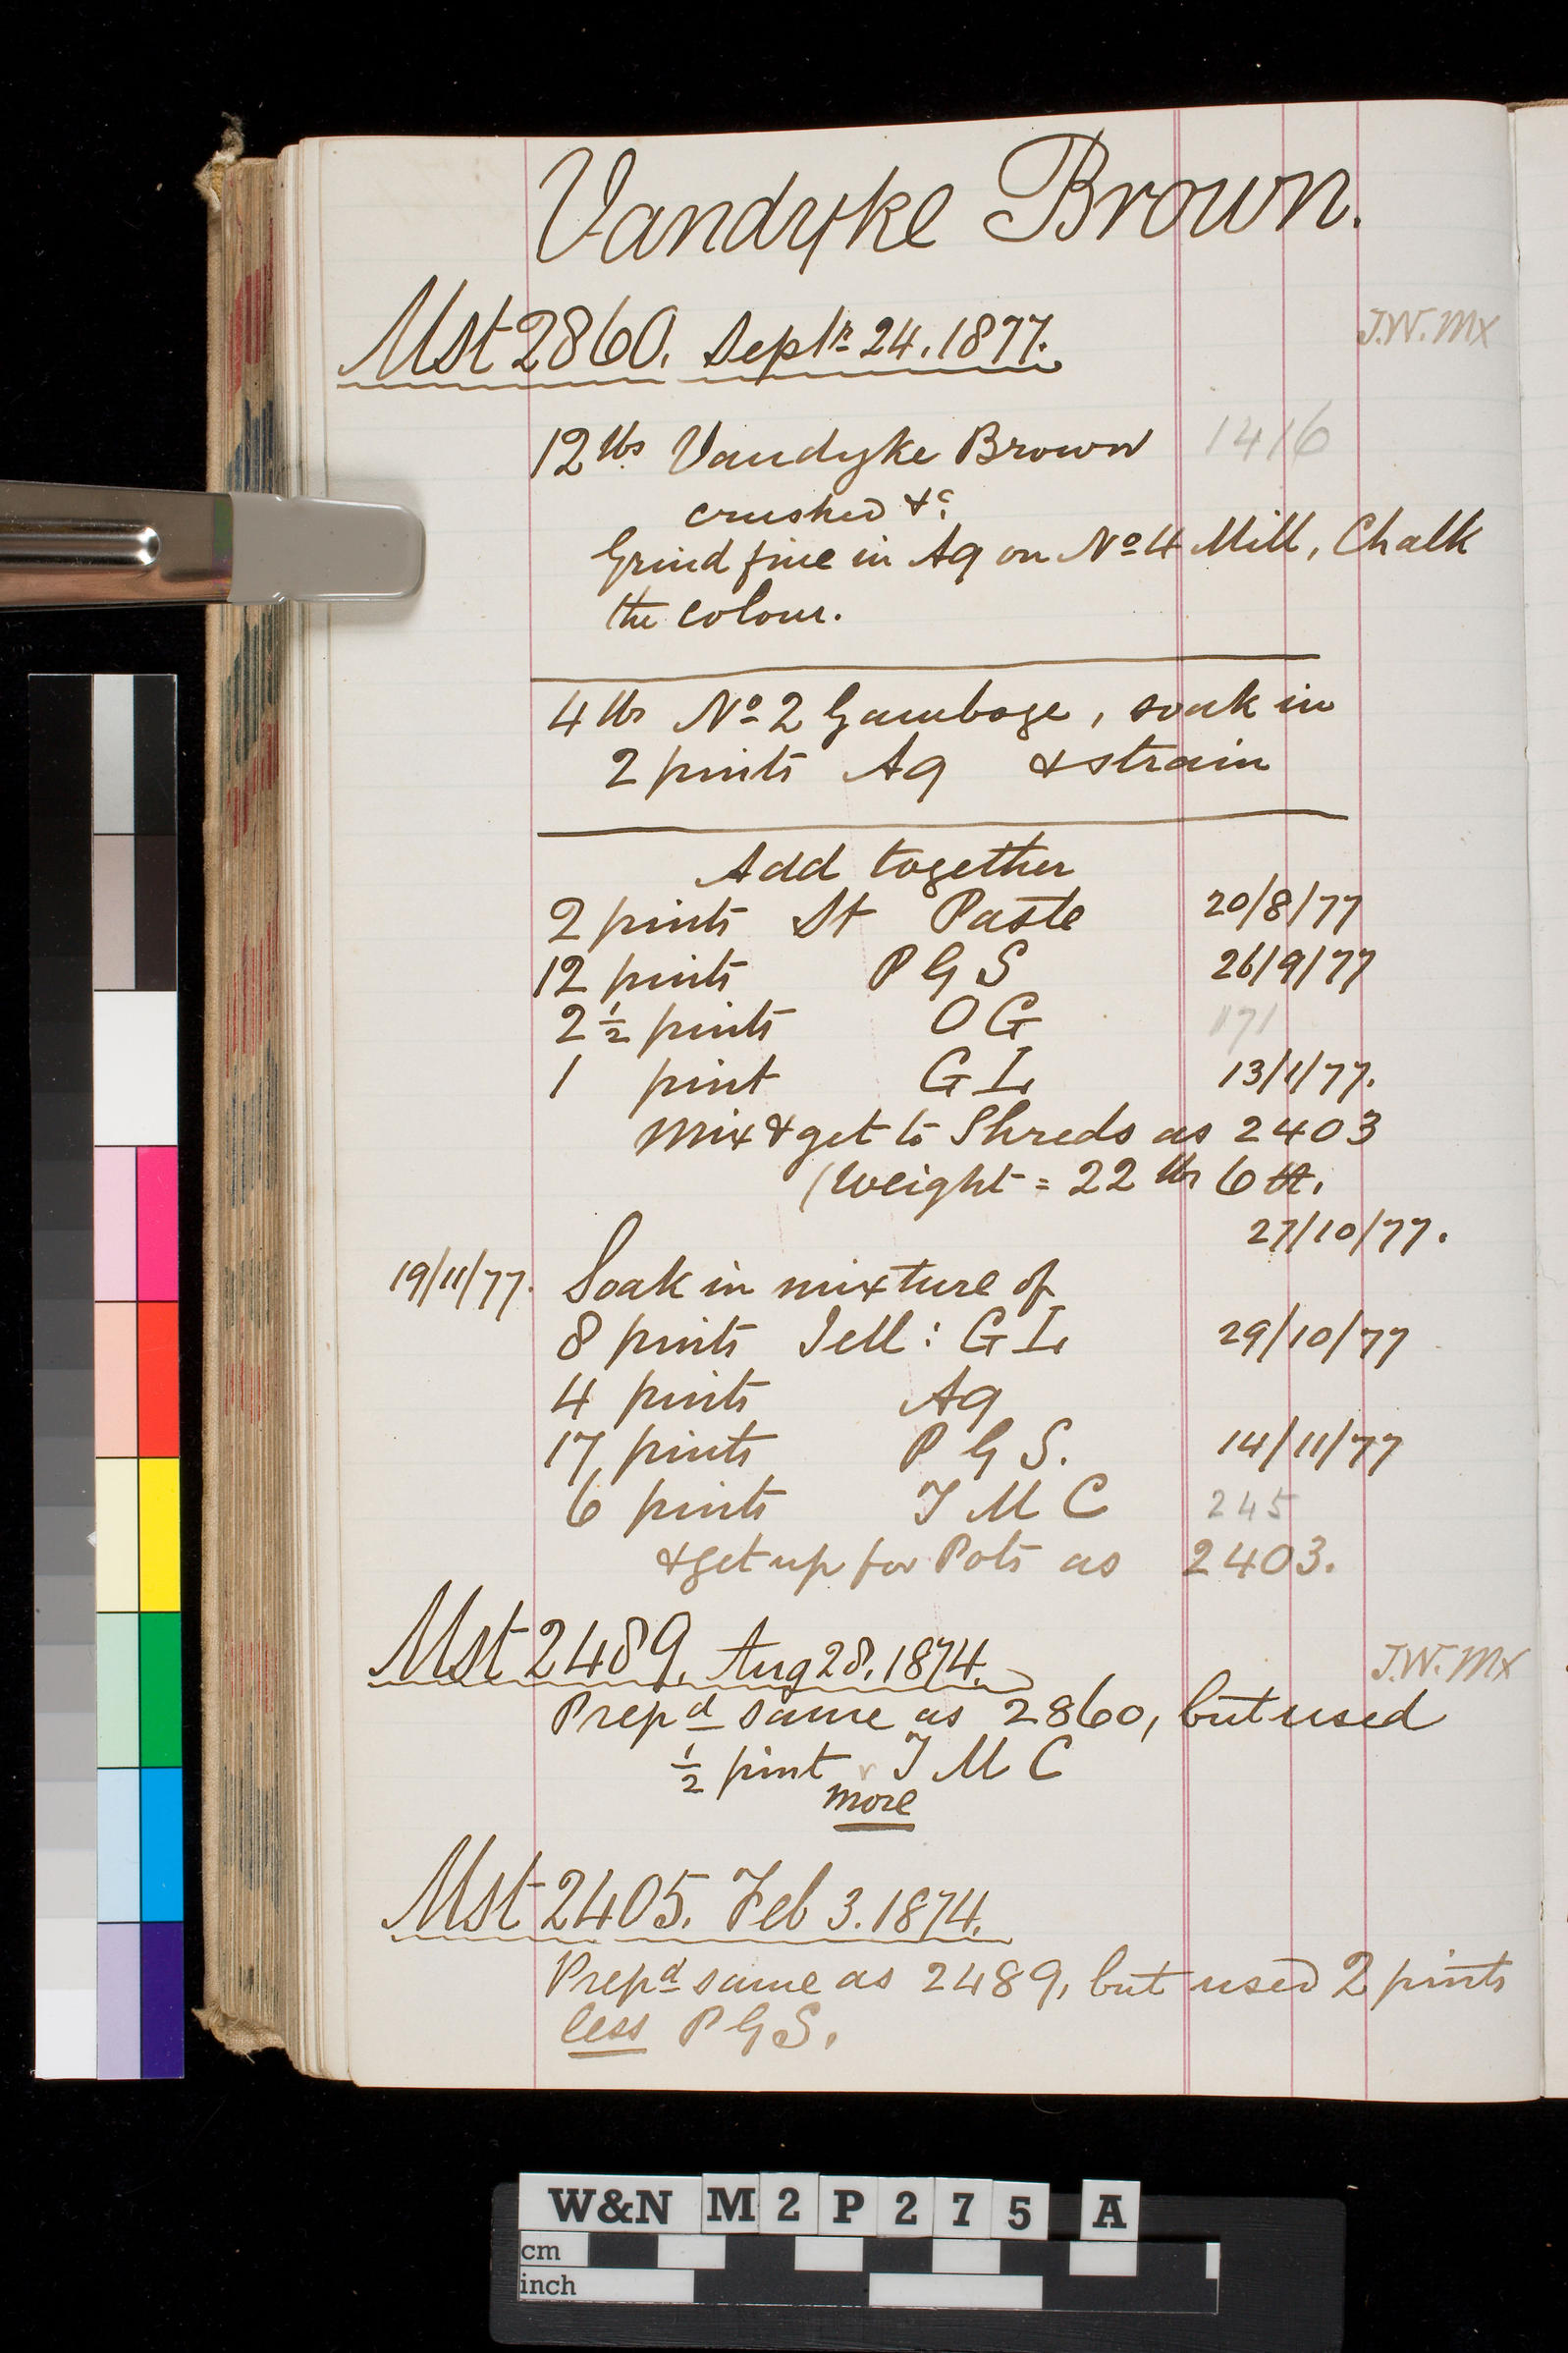 Vandyke Brown.
Mst 2860. Septr 24. 1877. J.W. Mx
12 lbs Vandyke Brown 1416
crushed &c
Grind fine in Aq on No 4 Mill, Chalk
the colour.
4 lbs No 2 Gamboge, soak in
2 pints Aq & strain
Add together
2 pints St Paste 20/8/77
12 pints P G S 26/9/77
2 1/2 pints O G 1171
1 pint G L 13/1/77.
Mix & get to Shreds as 2403
(Weight = 22 lbs 6
27/10/77.
19/11/77. Soak in mixture of
8 pints Jell: G L 29/10/77
4 pints Aq
17 pints P G S. 14/11/77
6 pints T M C 245
& get up for Pots as 2403.
Mst 2489. Aug 28. 1874. J.W. Mx
Prepd same as 2860, but used
1/2 pint T M C
more
Mst 2405. Feb 3. 1874.
Prepd same as 2489, but used 2 pints
less P G S.
W&N M 2 P 2 7 5 A
cm
inch